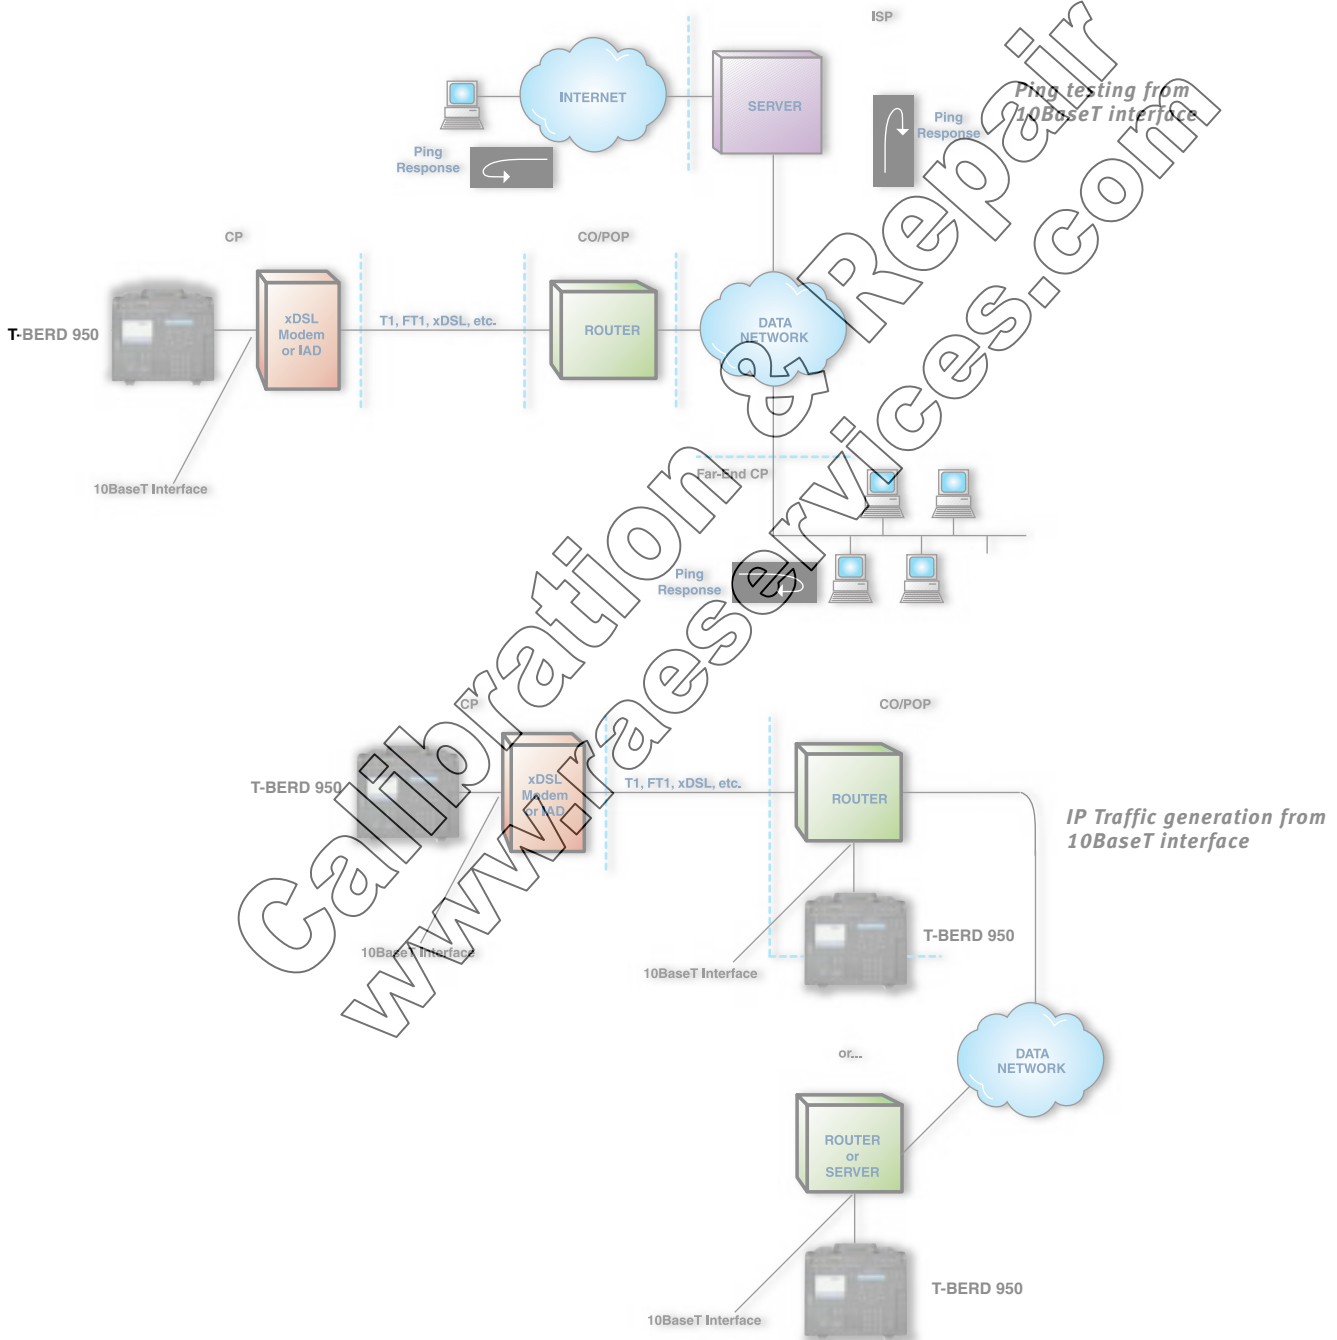 ISP
INTERNET
SERVER
Ping testing from
10BaseT interface
Ping
Response
Ping
Response
CP
CO/POP
T-BERD 950
xDSL
Modem
or IAD
T1, FT1, xDSL, etc.
ROUTER
DATA
NETWORK
10BaseT Interface
Far-End CP
Ping
Response
CP
CO/POP
T-BERD 950
xDSL
Modem
or IAD
T1, FT1, xDSL, etc.
ROUTER
IP Traffic generation from
10BaseT interface
10BaseT Interface
T-BERD 950
10BaseT Interface
or...
DATA
NETWORK
ROUTER
or
SERVER
T-BERD 950
10BaseT Interface
Calibration & Repair
www.raeservices.com